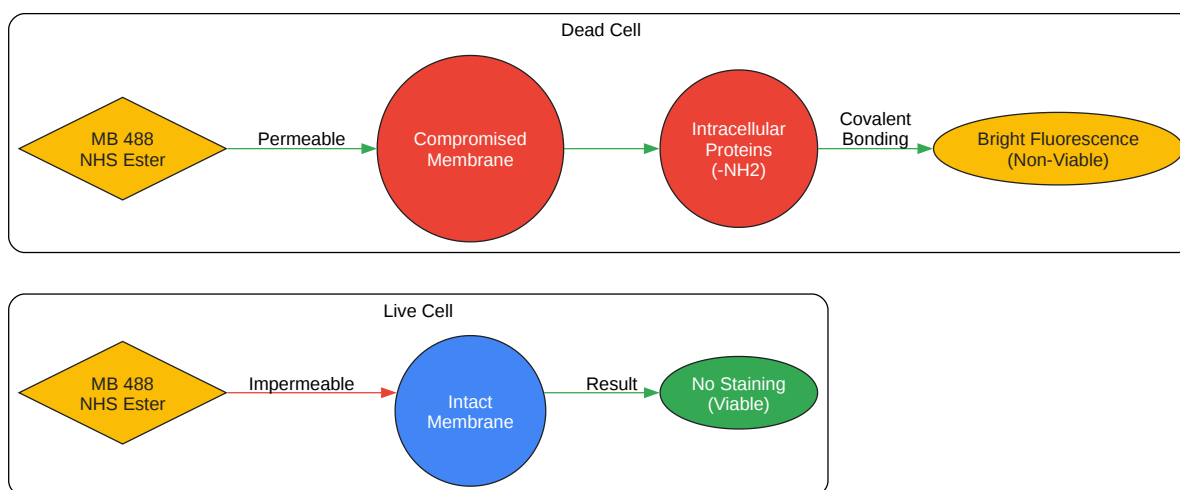 Dead Cell
MB 488
NHS Ester
Permeable
Compromised
Membrane
Intracellular
Proteins
(-NH2)
Covalent
Bonding
Bright Fluorescence
(Non-Viable)
Live Cell
MB 488
NHS Ester
Impermeable
Intact
Membrane
Result
No Staining
(Viable)